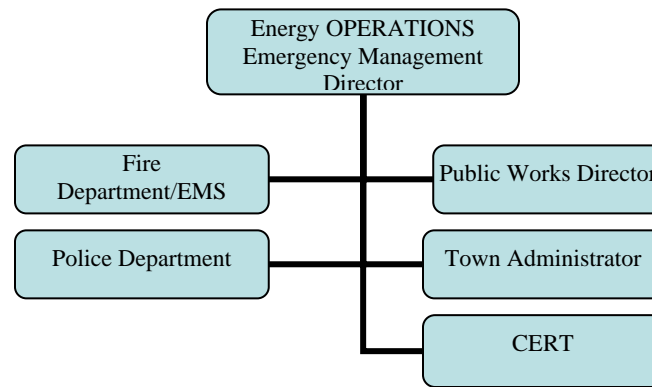 Energy OPERATIONS
Emergency Management
Director
Fire
Department/EMS
Public Works Director
Police Department
Town Administrator
CERT